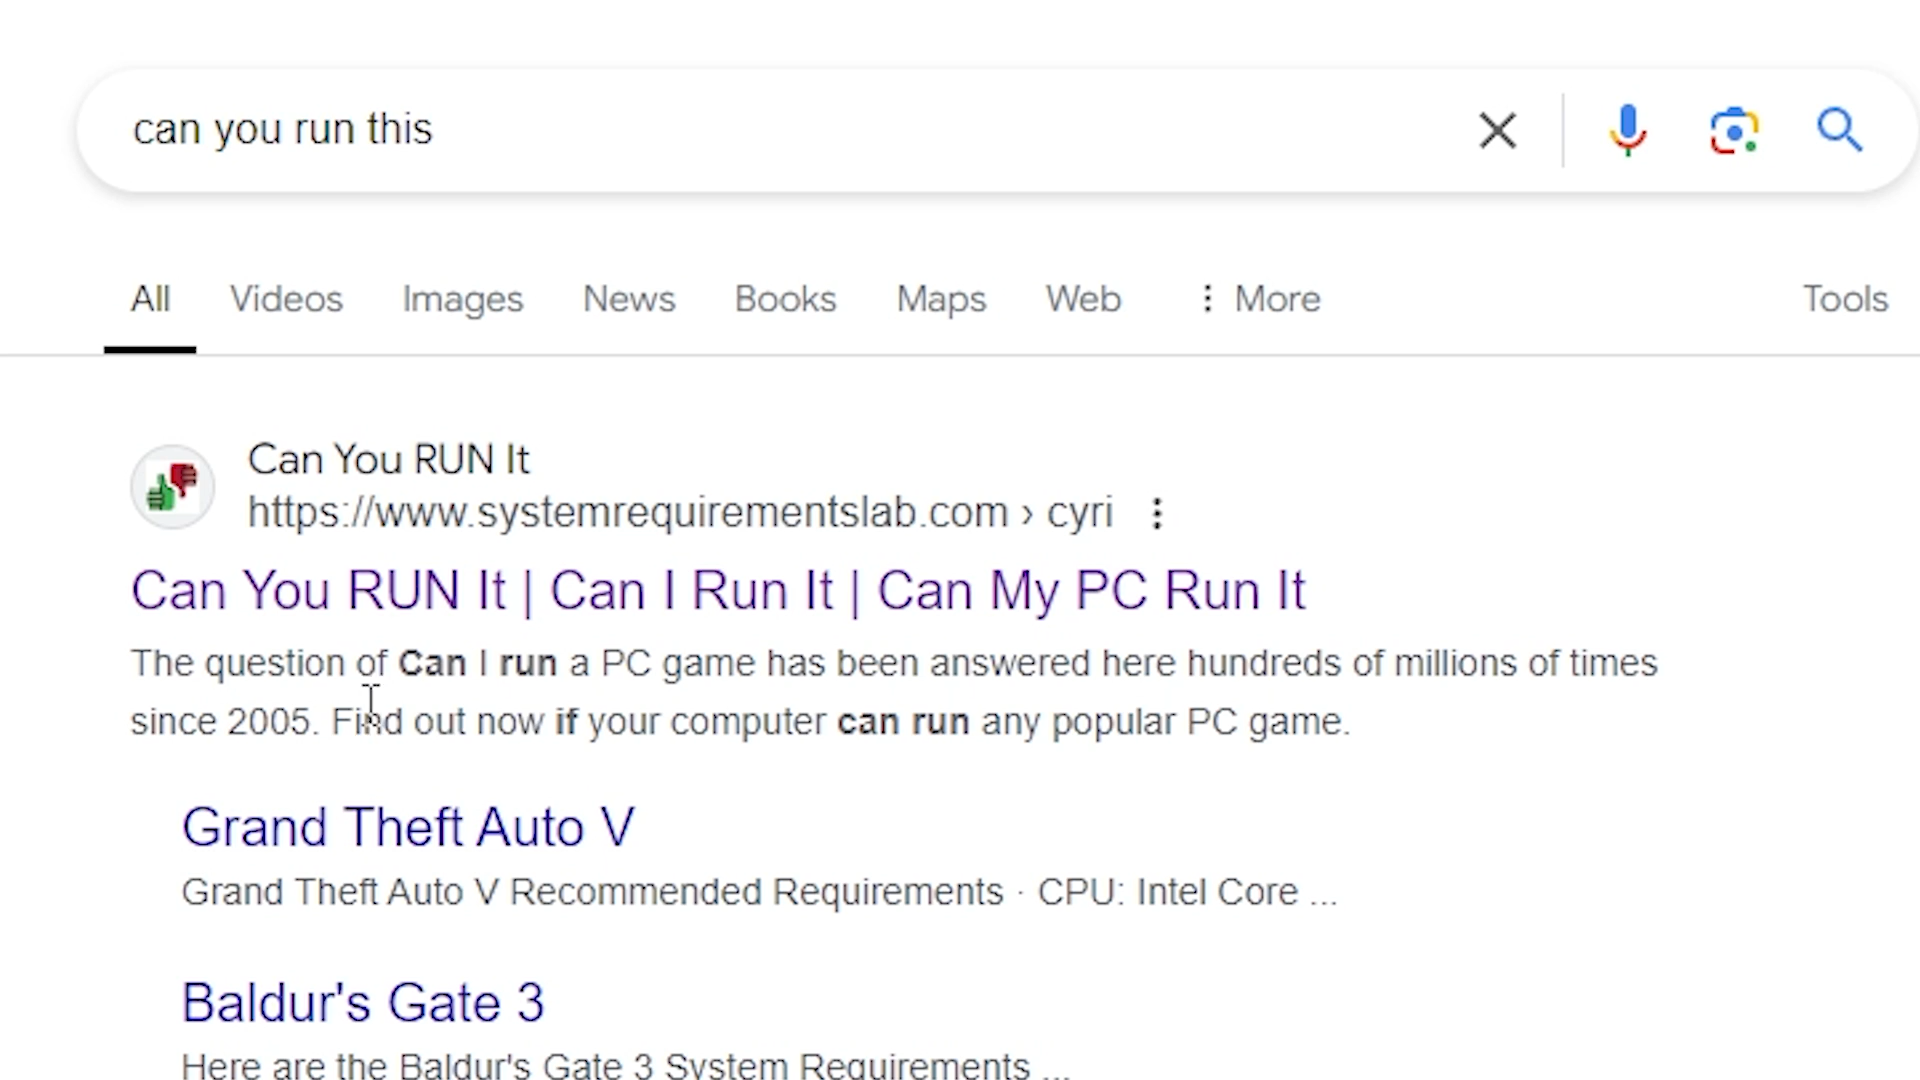 can you run this
All Videos Images News Books Maps Web More Tools
Can You RUN It
https://www.systemrequirementslab.com › cyri
Can You RUN It | Can I Run It | Can My PC Run It
The question of Can I run a PC game has been answered here hundreds of millions of times
since 2005. Find out now if your computer can run any popular PC game.
Grand Theft Auto V
Grand Theft Auto V Recommended Requirements · CPU: Intel Core ...
Baldur's Gate 3
Here are the Baldur's Gate 3 System Requirements ...